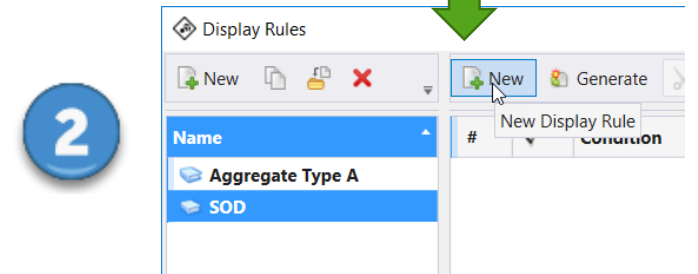 Display Rules
New
New Generate
2
New Display Rule
Name
#
Condition
Aggregate Type A
SOD